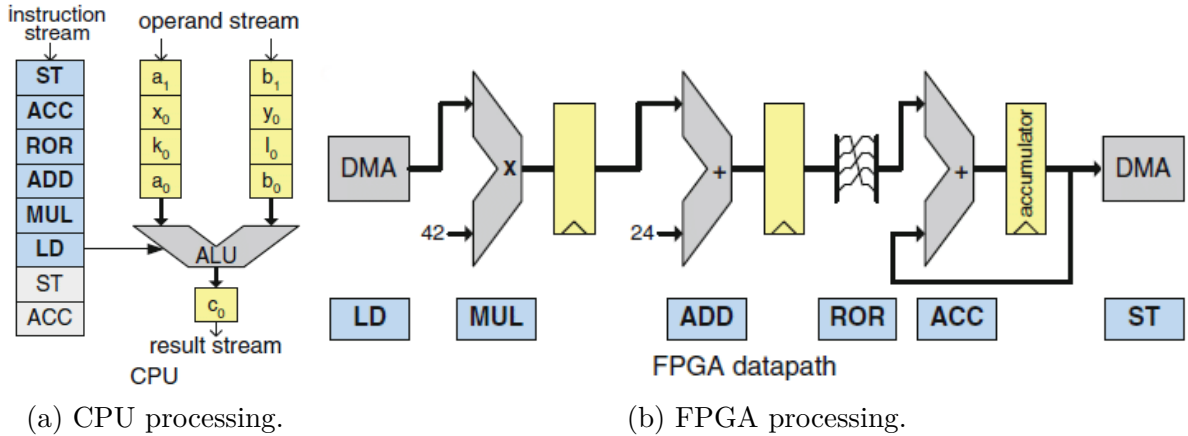 instruction stream
operand stream
ST
ACC
ROR
ADD
MUL
LD
ST
ACC
a1
x0
k0
a0
b1
y0
l0
b0
ALU
c0
result stream
CPU
DMA
42
x
24
+
+
accumulator
DMA
LD
MUL
ADD
ROR
ACC
ST
FPGA datapath
(a) CPU processing.
(b) FPGA processing.